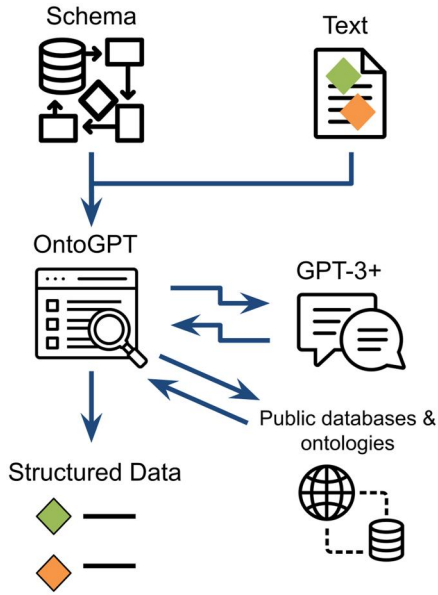 Schema
Text
OntoGPT
GPT-3+
Public databases &
ontologies
Structured Data